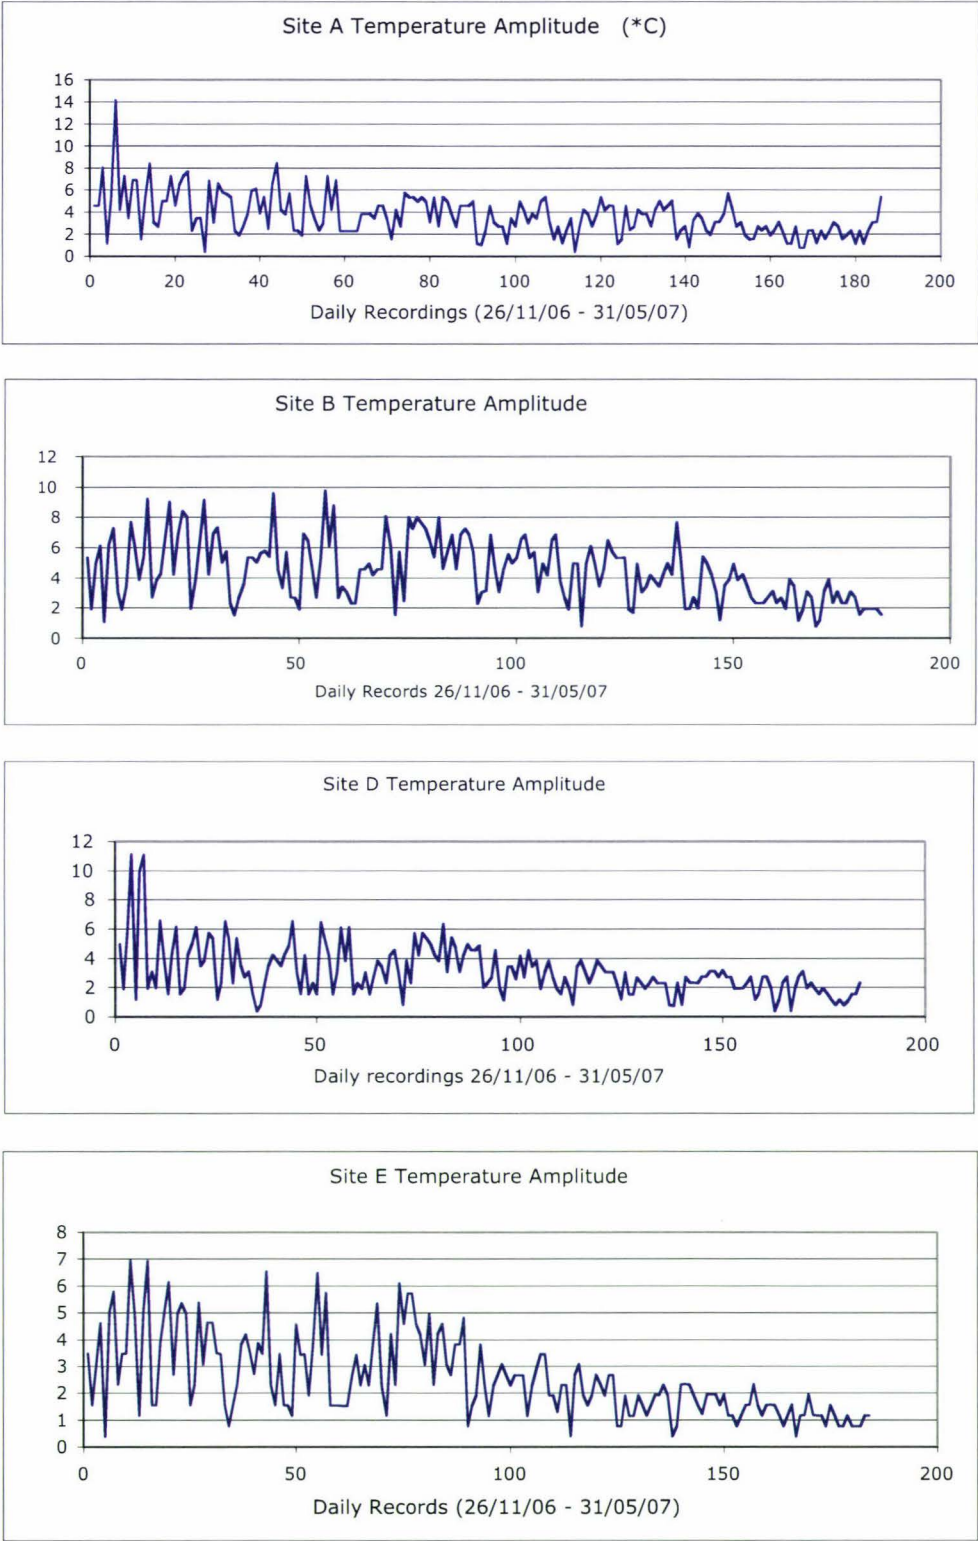 Site A Temperature Amplitude (*C)
16
14
12
10
8
6
4
2
0
0 20 40 60 80 100 120 140 160 180 200
Daily Recordings (26/11/06 - 31/05/07)
Site B Temperature Amplitude
12
10
8
6
4
2
0
0 50 100 150 200
Daily Records 26/11/06 - 31/05/07
Site D Temperature Amplitude
12
10
8
6
4
2
0
0 50 100 150 200
Daily recordings 26/11/06 - 31/05/07
Site E Temperature Amplitude
8
7
6
5
4
3
2
1
0
0 50 100 150 200
Daily Records (26/11/06 - 31/05/07)